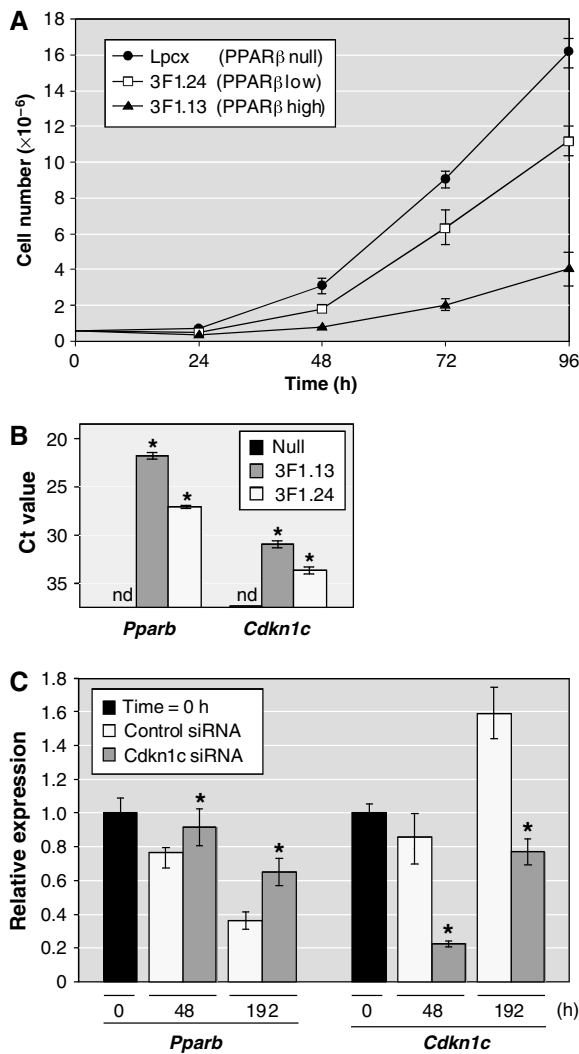 A
Cell number (×10⁻⁶)
18
16
14
12
10
8
6
4
2
0
Lpcx (PPARβ null)
3F1.24 (PPARβ low)
3F1.13 (PPARβ high)
0 24 48 72 96
Time (h)
B
Ct value
20
25
30
35
Null
3F1.13
3F1.24
* * * *
nd nd
Pparb Cdkn1c
C
Relative expression
1.8
1.6
1.4
1.2
1.0
0.8
0.6
0.4
0.2
0
Time = 0 h
Control siRNA
Cdkn1c siRNA
* * * *
0 48 192 0 48 192 (h)
Pparb Cdkn1c